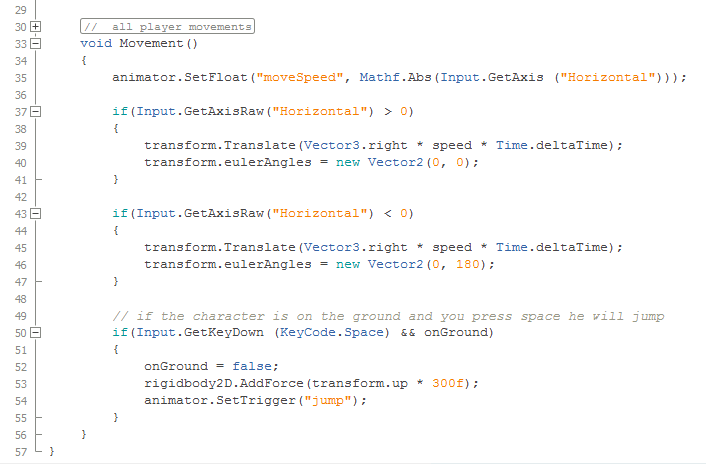 29
30 // all player movements
33 void Movement()
34 {
35 animator.SetFloat("moveSpeed", Mathf.Abs(Input.GetAxis ("Horizontal")));
36
37 if(Input.GetAxisRaw("Horizontal") > 0)
38 {
39 transform.Translate(Vector3.right * speed * Time.deltaTime);
40 transform.eulerAngles = new Vector2(0, 0);
41 }
42
43 if(Input.GetAxisRaw("Horizontal") < 0)
44 {
45 transform.Translate(Vector3.right * speed * Time.deltaTime);
46 transform.eulerAngles = new Vector2(0, 180);
47 }
48
49 // if the character is on the ground and you press space he will jump
50 if(Input.GetKeyDown (KeyCode.Space) && onGround)
51 {
52 onGround = false;
53 rigidbody2D.AddForce(transform.up * 300f);
54 animator.SetTrigger("jump");
55 }
56 }
57 }